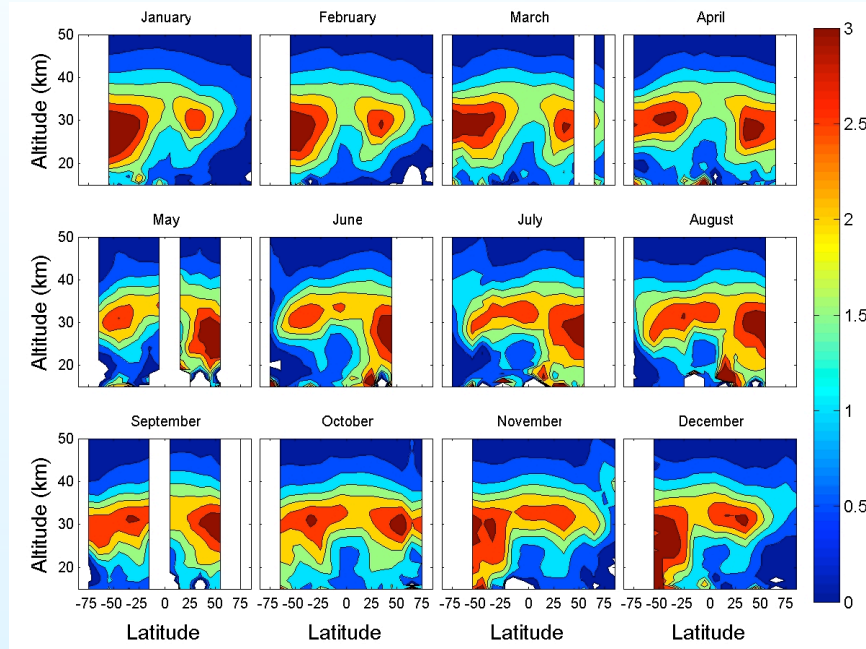 January February March April
Altitude (km)
50
40
30
20
3
2.5
2
1.5
1
0.5
0
May June July August
Altitude (km)
50
40
30
20
September October November December
Altitude (km)
50
40
30
20
-75 -50 -25 0 25 50 75 -75 -50 -25 0 25 50 75 -75 -50 -25 0 25 50 75 -75 -50 -25 0 25 50 75
Latitude Latitude Latitude Latitude